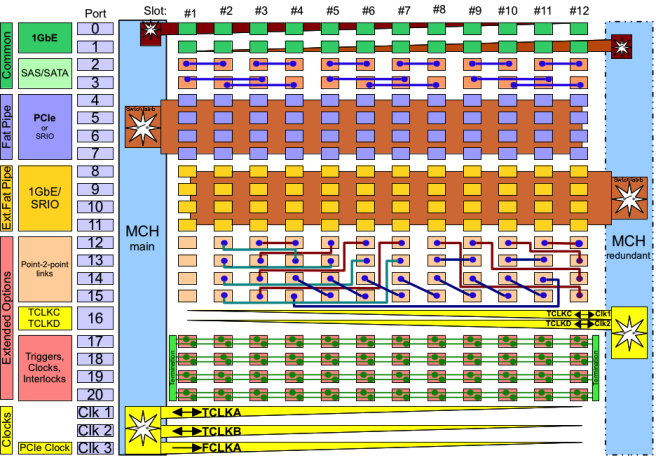 Port
Slot:
#1
#2
#3
#4
#5
#6
#7
#8
#9
#10
#11
#12
Common
1GbE
0
1
SAS/SATA
2
3
Fat Pipe
PCIe
or
SRIO
4
5
6
7
Ext.Fat Pipe
1GbE/
SRIO
8
9
10
11
MCH
main
MCH
redundant
Extended Options
Point-2-point
links
12
13
14
15
TCLKC
TCLKD
16
TCLKC
Clk1
TCLKD
Clk2
Triggers,
Clocks,
Interlocks
17
18
19
20
Termination
Termination
Clocks
Clk 1
TCLKA
Clk 2
TCLKB
PCIe Clock
Clk 3
FCLKA